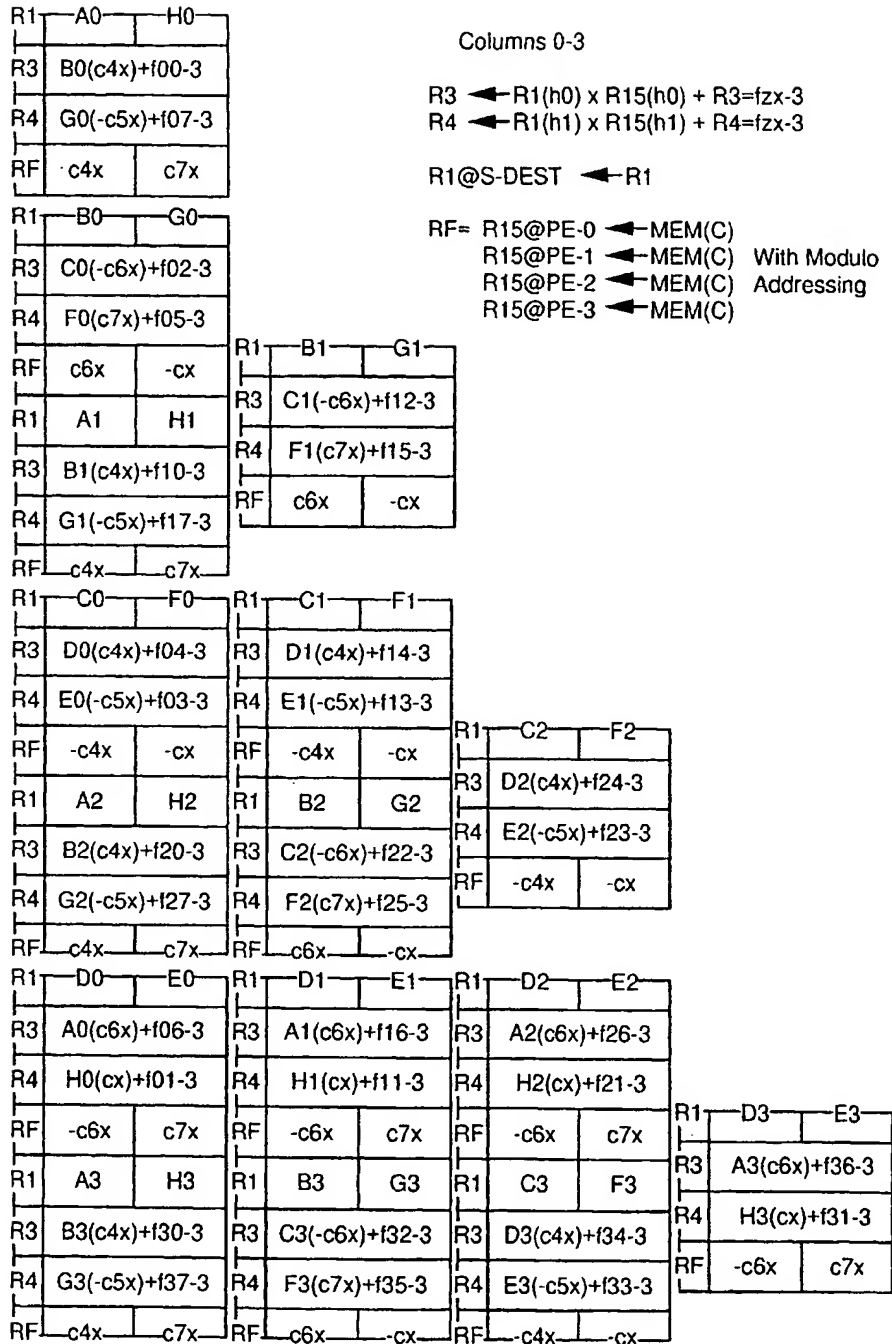 R1 A0 H0
R3 B0(c4x)+f00-3
R4 G0(-c5x)+f07-3
RF c4x c7x
Columns 0-3
R3 ◄━ R1(h0) x R15(h0) + R3=fzx-3
R4 ◄━ R1(h1) x R15(h1) + R4=fzx-3
R1@S-DEST ◄━ R1
RF= R15@PE-0 ◄━ MEM(C)
R15@PE-1 ◄━ MEM(C) With Modulo
R15@PE-2 ◄━ MEM(C) Addressing
R15@PE-3 ◄━ MEM(C)
R1 B0 G0
R3 C0(-c6x)+f02-3
R4 F0(c7x)+f05-3
RF c6x -cx
R1 A1 H1
R3 B1(c4x)+f10-3
R4 G1(-c5x)+f17-3
RF c4x c7x
R1 B1 G1
R3 C1(-c6x)+f12-3
R4 F1(c7x)+f15-3
RF c6x -cx
R1 C0 F0
R3 D0(c4x)+f04-3
R4 E0(-c5x)+f03-3
RF -c4x -cx
R1 A2 H2
R3 B2(c4x)+f20-3
R4 G2(-c5x)+f27-3
RF c4x c7x
R1 C1 F1
R3 D1(c4x)+f14-3
R4 E1(-c5x)+f13-3
RF -c4x -cx
R1 B2 G2
R3 C2(-c6x)+f22-3
R4 F2(c7x)+f25-3
RF c6x -cx
R1 C2 F2
R3 D2(c4x)+f24-3
R4 E2(-c5x)+f23-3
RF -c4x -cx
R1 D0 E0
R3 A0(c6x)+f06-3
R4 H0(cx)+f01-3
RF -c6x c7x
R1 A3 H3
R3 B3(c4x)+f30-3
R4 G3(-c5x)+f37-3
RF c4x c7x
R1 D1 E1
R3 A1(c6x)+f16-3
R4 H1(cx)+f11-3
RF -c6x c7x
R1 B3 G3
R3 C3(-c6x)+f32-3
R4 F3(c7x)+f35-3
RF c6x -cx
R1 D2 E2
R3 A2(c6x)+f26-3
R4 H2(cx)+f21-3
RF -c6x c7x
R1 C3 F3
R3 D3(c4x)+f34-3
R4 E3(-c5x)+f33-3
RF -c4x -cx
R1 D3 E3
R3 A3(c6x)+f36-3
R4 H3(cx)+f31-3
RF -c6x c7x